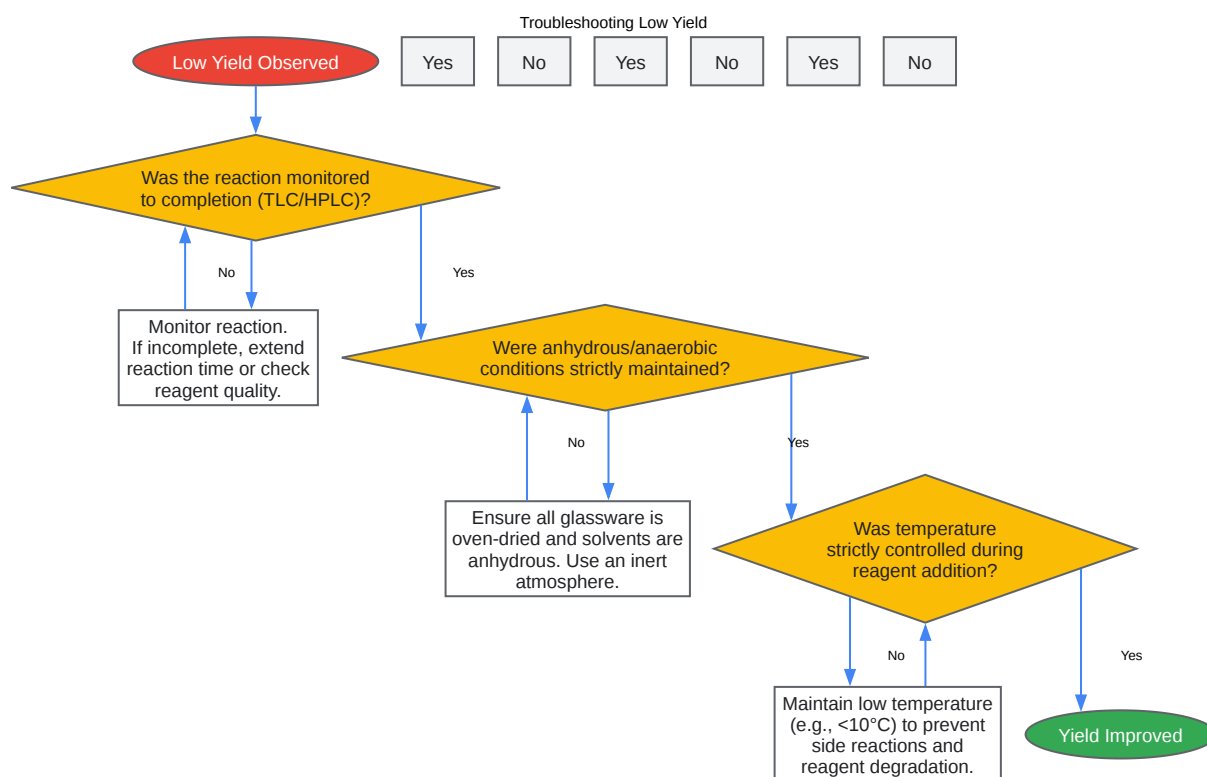 Troubleshooting Low Yield
Low Yield Observed
Yes
No
Yes
No
Yes
No
Was the reaction monitored
to completion (TLC/HPLC)?
No
Yes
Monitor reaction.
If incomplete, extend
reaction time or check
reagent quality.
Were anhydrous/anaerobic
conditions strictly maintained?
No
Yes
Ensure all glassware is
oven-dried and solvents are
anhydrous. Use an inert
atmosphere.
Was temperature
strictly controlled during
reagent addition?
No
Yes
Maintain low temperature
(e.g., <10°C) to prevent
side reactions and
reagent degradation.
Yield Improved